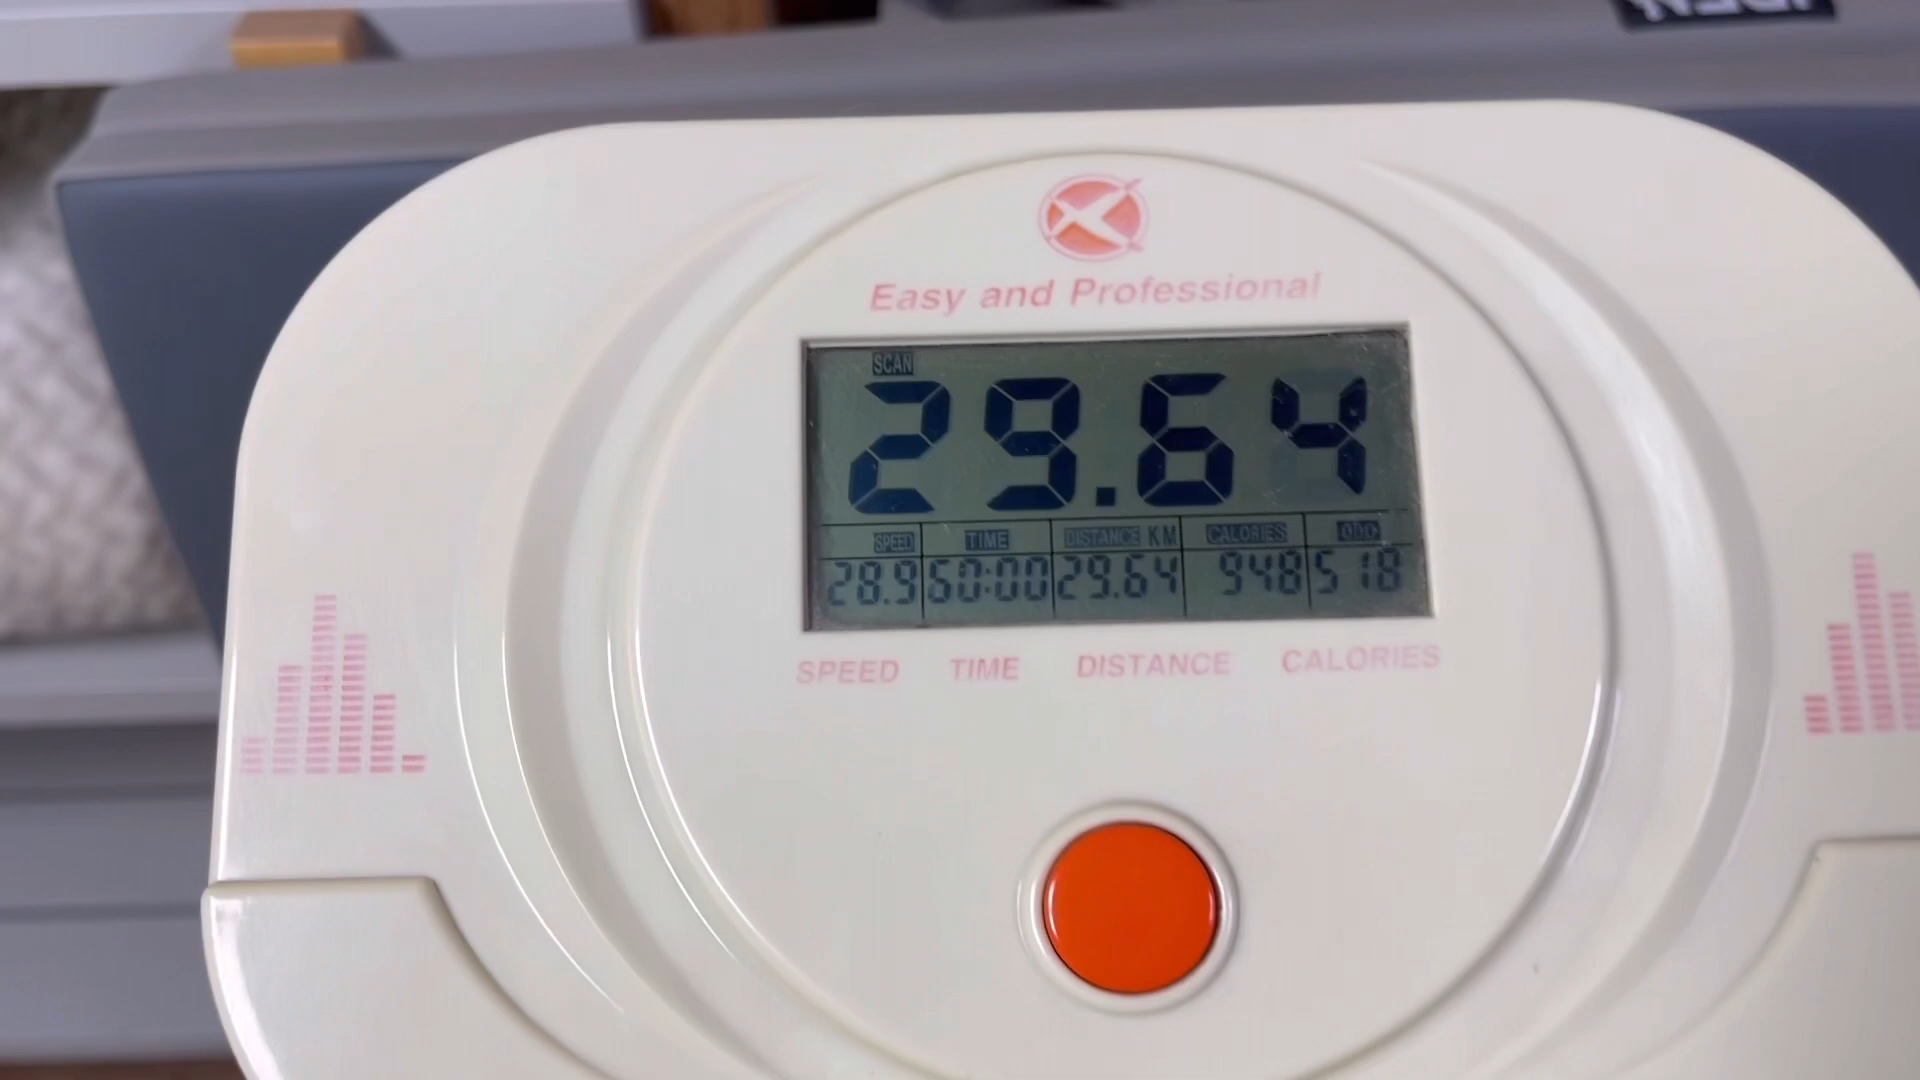 Easy and Professional
SCAN
29.64
SPEED TIME DISTANCE KM CALORIES ODO
28.9 60:00 29.64 948 518
SPEED TIME DISTANCE CALORIES